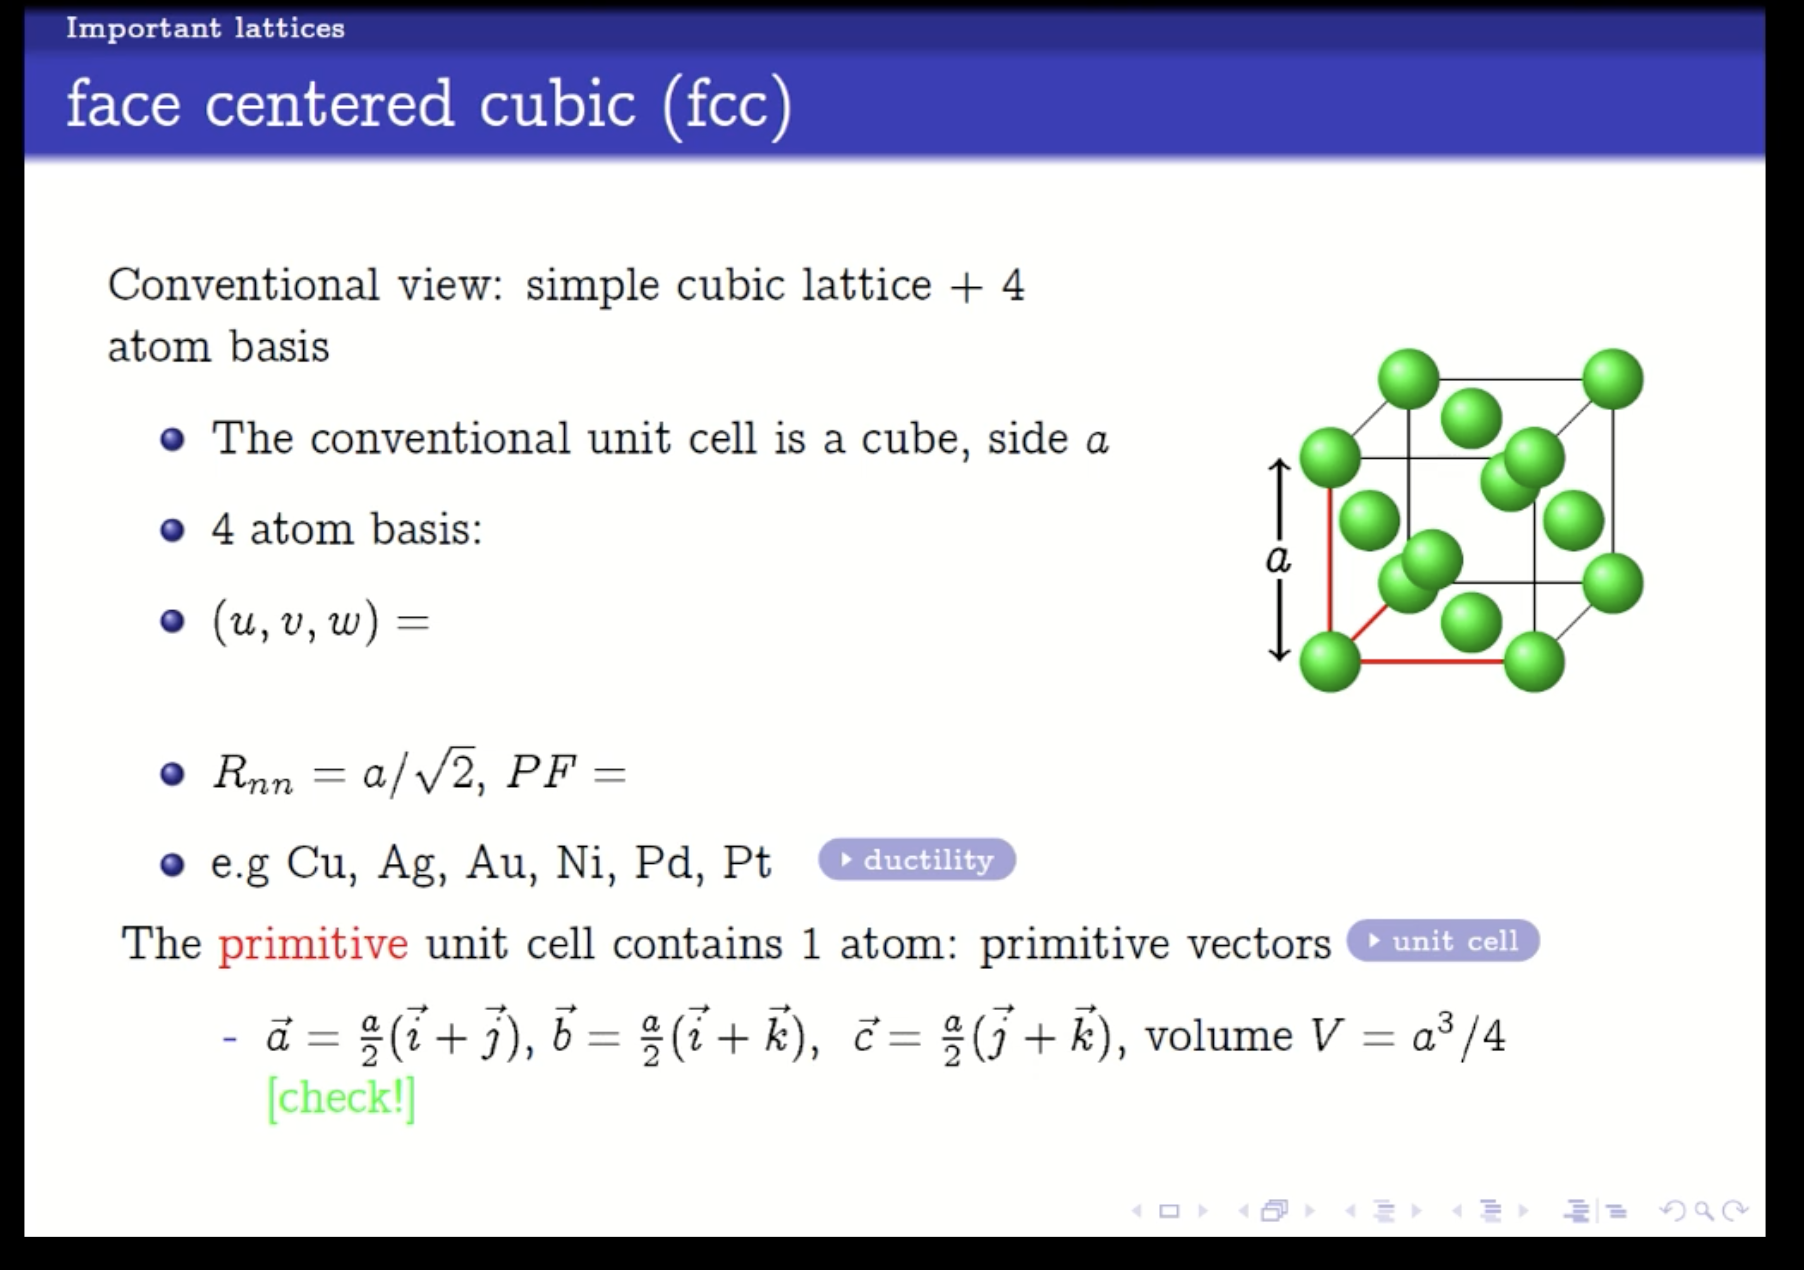 Important lattices
face centered cubic (fcc)
Conventional view: simple cubic lattice + 4
atom basis
The conventional unit cell is a cube, side a
4 atom basis:
(u, v, w) =
R_{nn} = a/√2, PF =
e.g Cu, Ag, Au, Ni, Pd, Pt ductility
The primitive unit cell contains 1 atom: primitive vectors unit cell
- \vec{a} = \frac{a}{2}(\vec{i} + \vec{j}), \vec{b} = \frac{a}{2}(\vec{i} + \vec{k}), \vec{c} = \frac{a}{2}(\vec{j} + \vec{k}), volume V = a³/4
[check!]
a